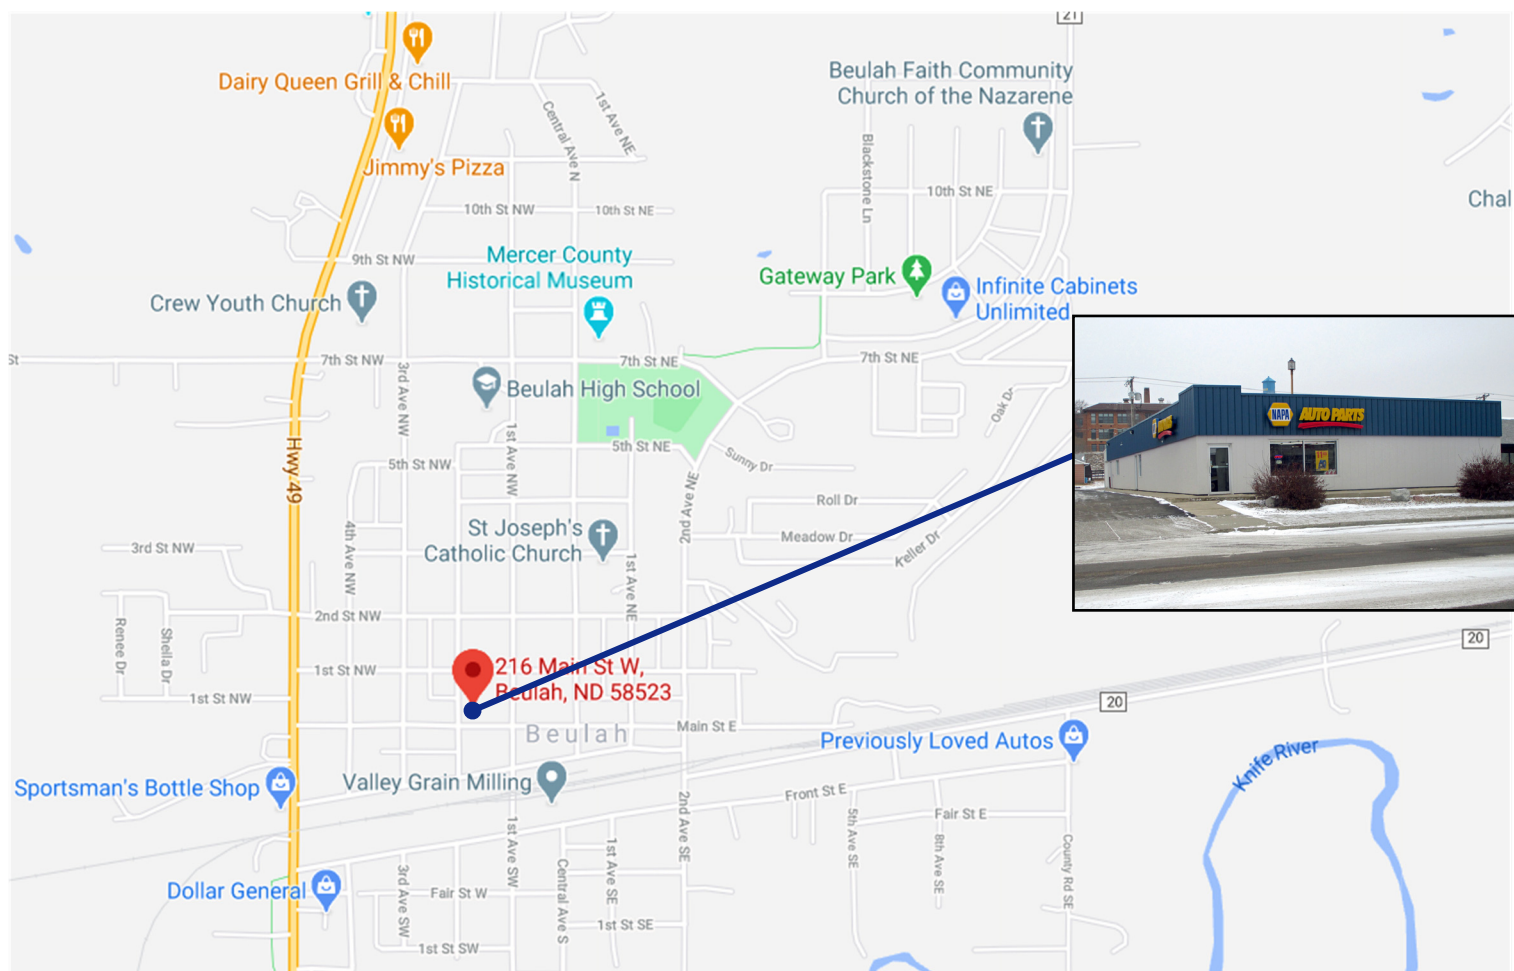 21
Dairy Queen Grill & Chill
Jimmy's Pizza
Central Ave N
1st Ave NE
Beulah Faith Community
Church of the Nazarene
Blackstone Ln
10th St NE
Chal
10th St NW
10th St NE
9th St NW
Mercer County
Historical Museum
Gateway Park
Infinite Cabinets
Unlimited
Crew Youth Church
St
7th St NW
7th St NE
7th St NE
3rd Ave NW
Beulah High School
Oak Dr
NAPA AUTO PARTS
Hwy 49
1st Ave NW
5th St NE
5th St NW
Sunny Dr
2nd Ave NE
Roll Dr
Meadow Dr
Keller Dr
4th Ave NW
St Joseph's
Catholic Church
3rd St NW
1st Ave NE
2nd St NW
Renee Dr
Sheila Dr
20
1st St NW
216 Main St W,
Beulah, ND 58523
1st St NW
20
Main St E
Beulah
Previously Loved Autos
Knife River
Valley Grain Milling
Sportsman's Bottle Shop
Front St E
2nd Ave SE
5th Ave SE
Fair St E
8th Ave SE
County Rd SE
1st Ave SW
1st Ave SE
Central Ave S
3rd Ave SW
Dollar General
Fair St W
1st St SE
1st St SW